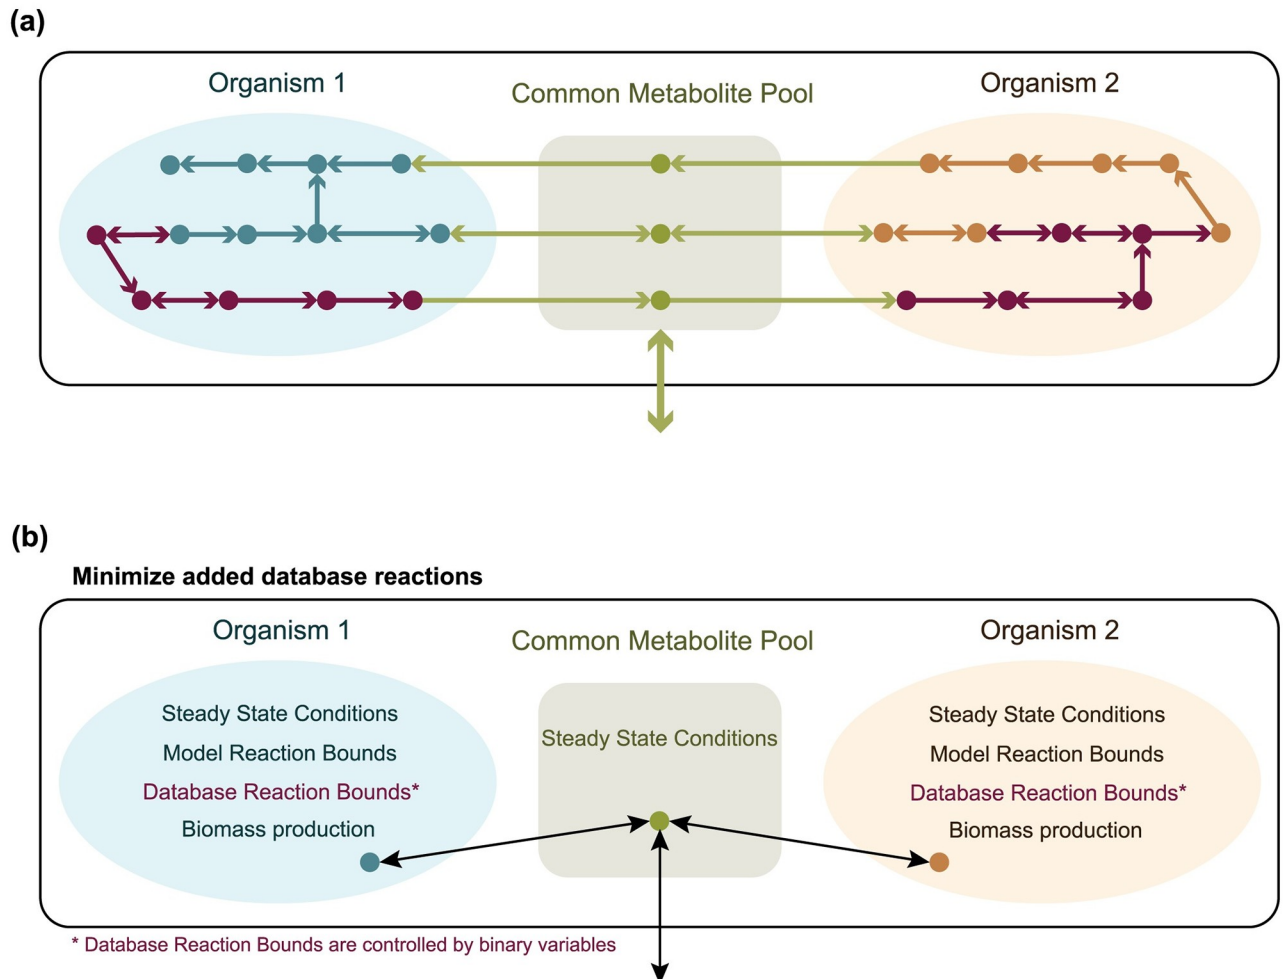 (a)
Organism 1
Common Metabolite Pool
Organism 2
(b)
Minimize added database reactions
Organism 1
Common Metabolite Pool
Organism 2
Steady State Conditions
Model Reaction Bounds
Database Reaction Bounds*
Biomass production
Steady State Conditions
Steady State Conditions
Model Reaction Bounds
Database Reaction Bounds*
Biomass production
* Database Reaction Bounds are controlled by binary variables